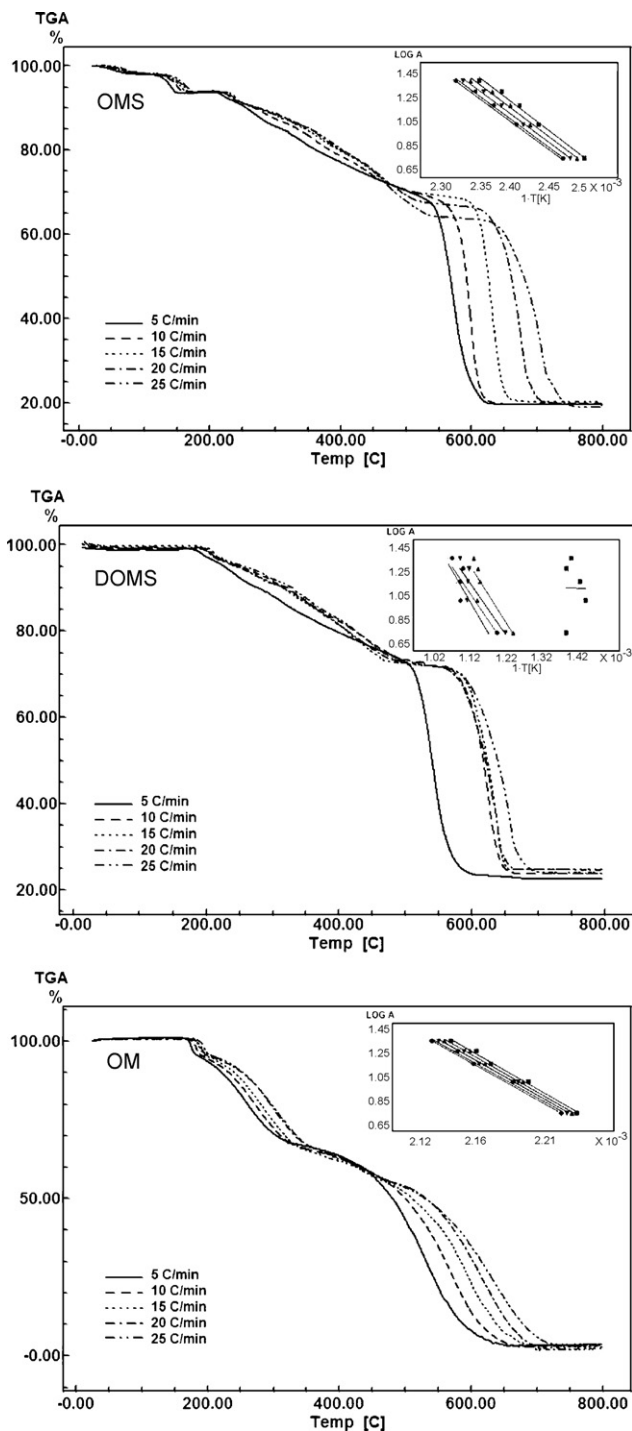 TGA
%
100.00
80.00
60.00
40.00
20.00
OMS
LOG A
1.45
1.25
1.05
0.85
0.65
2.30 2.35 2.40 2.45 2.5 X 10-3
1·T[K]
5 C/min
10 C/min
15 C/min
20 C/min
25 C/min
-0.00 200.00 400.00 600.00 800.00
Temp [C]
TGA
%
100.00
80.00
60.00
40.00
20.00
DOMS
LOG A
1.45
1.25
1.05
0.85
0.65
1.02 1.12 1.22 1.32 1.42 X 10-3
1·T[K]
5 C/min
10 C/min
15 C/min
20 C/min
25 C/min
-0.00 200.00 400.00 600.00 800.00
Temp [C]
TGA
%
100.00
50.00
-0.00
OM
LOG A
1.45
1.25
1.05
0.85
0.65
2.12 2.16 2.21 X 10-3
5 C/min
10 C/min
15 C/min
20 C/min
25 C/min
-0.00 200.00 400.00 600.00 800.00
Temp [C]